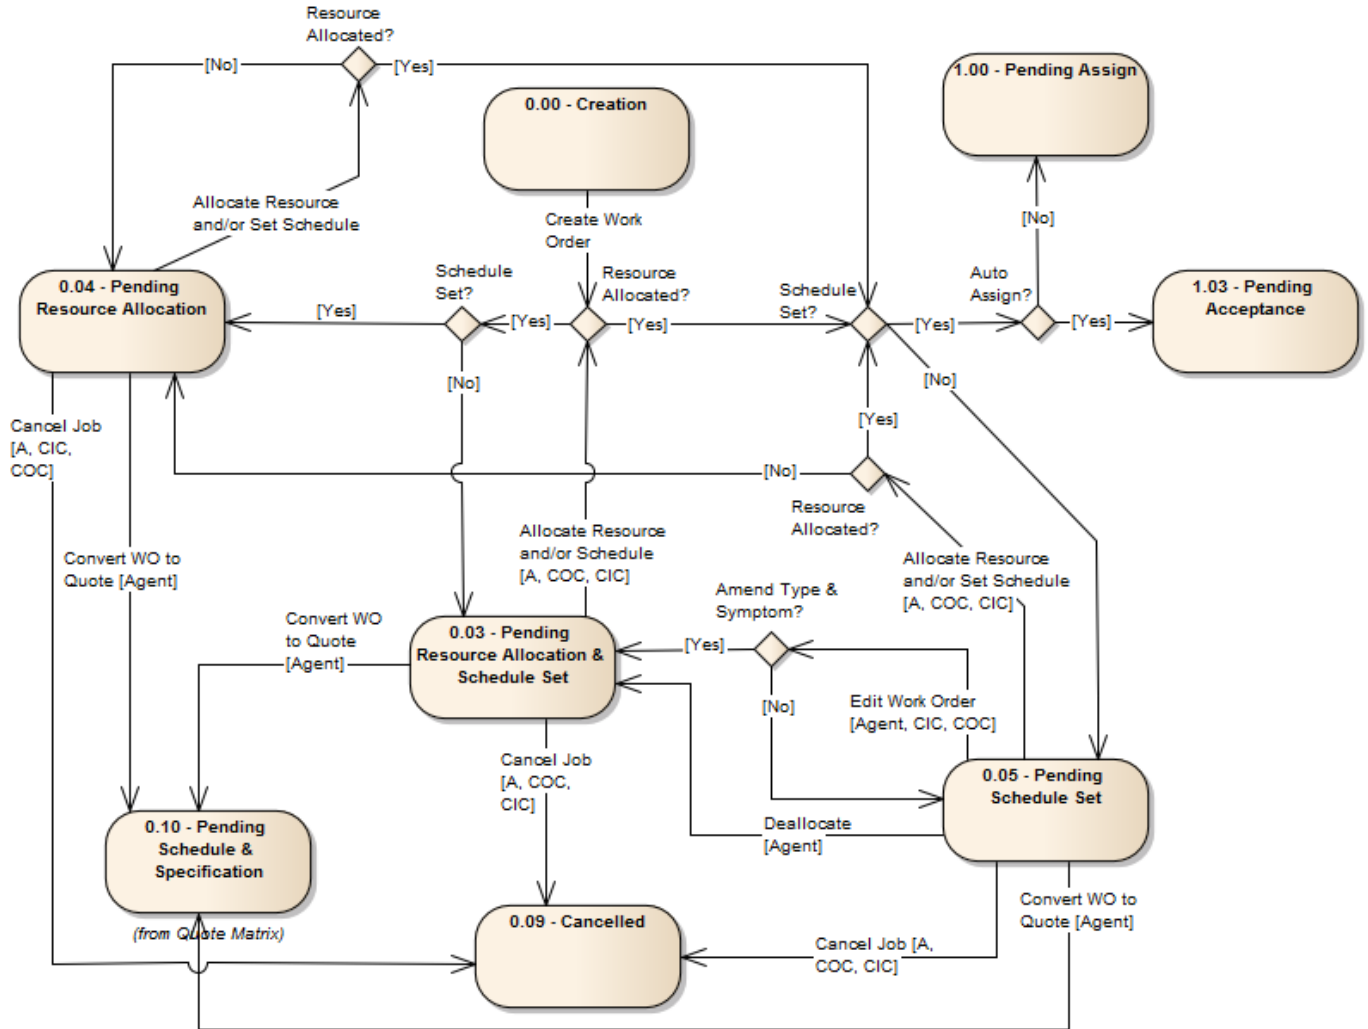 Resource
Allocated?
[No]
[Yes]
0.00 - Creation
1.00 - Pending Assign
Allocate Resource
and/or Set Schedule
Create Work
Order
[No]
0.04 - Pending
Resource Allocation
Schedule
Set?
Resource
Allocated?
Schedule
Set?
Auto
Assign?
1.03 - Pending
Acceptance
[Yes]
[Yes]
[Yes]
[Yes]
[Yes]
[No]
[No]
Cancel Job
[A, CIC,
COC]
[Yes]
[No]
Resource
Allocated?
Allocate Resource
and/or Schedule
[A, COC, CIC]
Convert WO to
Quote [Agent]
Allocate Resource
and/or Set Schedule
[A, COC, CIC]
Amend Type &
Symptom?
Convert WO
to Quote
[Agent]
0.03 - Pending
Resource Allocation &
Schedule Set
[Yes]
[No]
Edit Work Order
[Agent, CIC, COC]
Cancel Job
[A, COC,
CIC]
0.05 - Pending
Schedule Set
0.10 - Pending
Schedule &
Specification
Deallocate
[Agent]
(from Quote Matrix)
0.09 - Cancelled
Convert WO to
Quote [Agent]
Cancel Job [A,
COC, CIC]